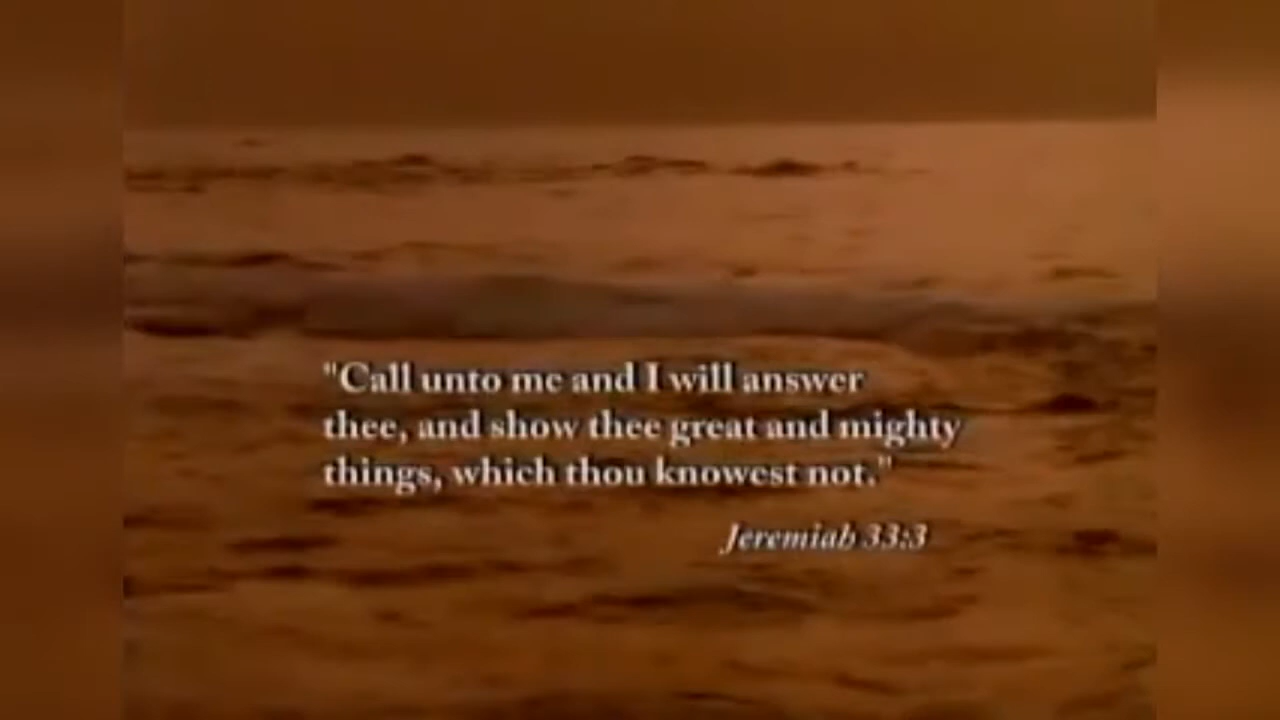 "Call unto me and I will answer
thee, and show thee great and mighty
things, which thou knowest not."
Jeremiah 33:3